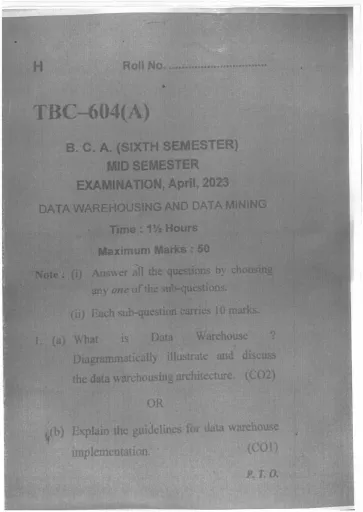 H Roll No. ..............................
TBC–604(A)
B. C. A. (SIXTH SEMESTER)
MID SEMESTER
EXAMINATION, April, 2023
DATA WAREHOUSING AND DATA MINING
Time : 1½ Hours
Maximum Marks : 50
Note : (i) Answer all the questions by choosing
any one of the sub-questions.
(ii) Each sub-question carries 10 marks.
1. (a) What is Data Warehouse ?
Diagrammatically illustrate and discuss
the data warehousing architecture. (CO2)
OR
(b) Explain the guidelines for data warehouse
implementation. (CO1)
P. T. O.